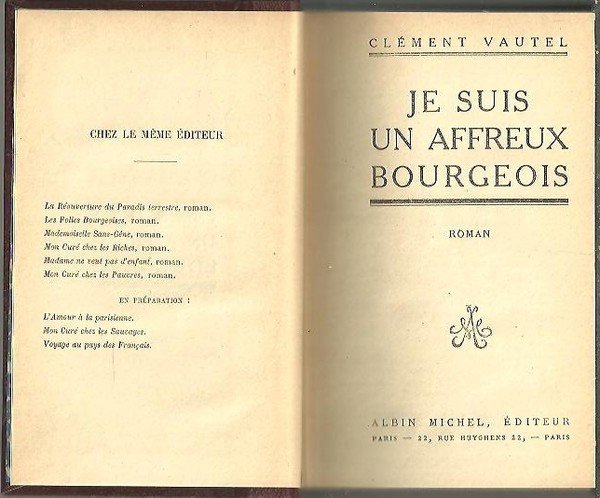 CHEZ LE MÊME ÉDITEUR
La Réouverture du Paradis terrestre, roman.
Les Folies Bourgeoises, roman.
Mademoiselle Sans-Gêne, roman.
Mon Curé chez les Riches, roman.
Madame ne veut pas d'enfant, roman.
Mon Curé chez les Pauvres, roman.
EN PRÉPARATION :
L'Amour à la parisienne.
Mon Curé chez les Sauvages.
Voyage au pays des Français.
CLÉMENT VAUTEL
JE SUIS
UN AFFREUX
BOURGEOIS
ROMAN
AM
ALBIN MICHEL, ÉDITEUR
PARIS — 22, RUE HUYGHENS 22, — PARIS